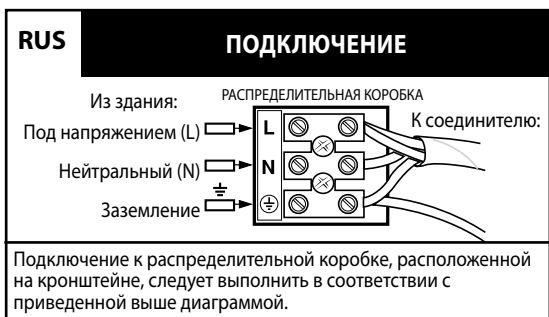 RUS
ПОДКЛЮЧЕНИЕ
Из здания:
РАСПРЕДЕЛИТЕЛЬНАЯ КОРОБКА
К соединителю:
Под напряжением (L)
L
Нейтральный (N)
N
Заземление
Подключение к распределительной коробке, расположенной
на кронштейне, следует выполнить в соответствии с
приведенной выше диаграммой.